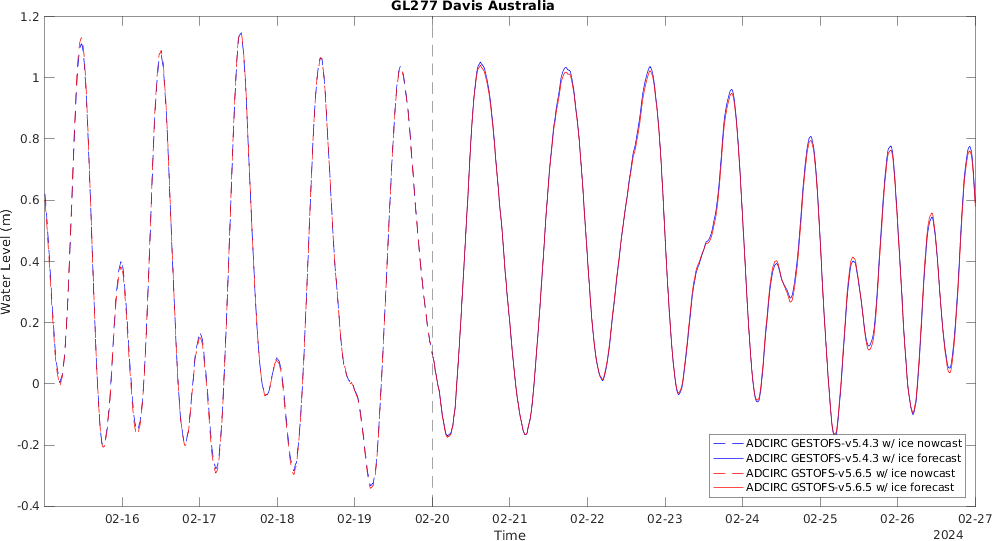 GL277 Davis Australia
1.2
1
0.8
0.6
0.4
0.2
0
-0.2
-0.4
Water Level (m)
ADCIRC GESTOFS-v5.4.3 w/ ice nowcast
ADCIRC GESTOFS-v5.4.3 w/ ice forecast
ADCIRC GSTOFS-v5.6.5 w/ ice nowcast
ADCIRC GSTOFS-v5.6.5 w/ ice forecast
02-16 02-17 02-18 02-19 02-20 02-21 02-22 02-23 02-24 02-25 02-26 02-27
Time
2024